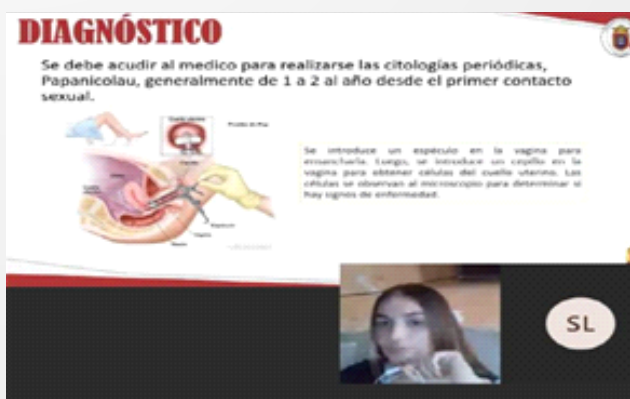 DIAGNÓSTICO
Se debe acudir al medico para realizarse las citologías periódicas,
Papanicolau, generalmente de 1 a 2 al año desde el primer contacto
sexual.
Prueba de Pap
Se introduce un espéculo en la vagina para
ensancharla. Luego, se introduce un cepillo en la
vagina para obtener células del cuello uterino. Las
células se observan al microscopio para determinar si
hay signos de enfermedad.
SL